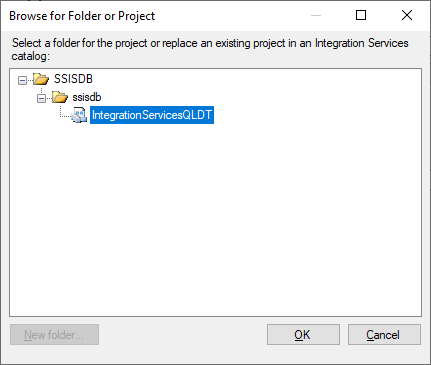 Browse for Folder or Project
Select a folder for the project or replace an existing project in an Integration Services
catalog:
SSISDB
ssisdb
IntegrationServicesQLDT
New folder...
OK
Cancel